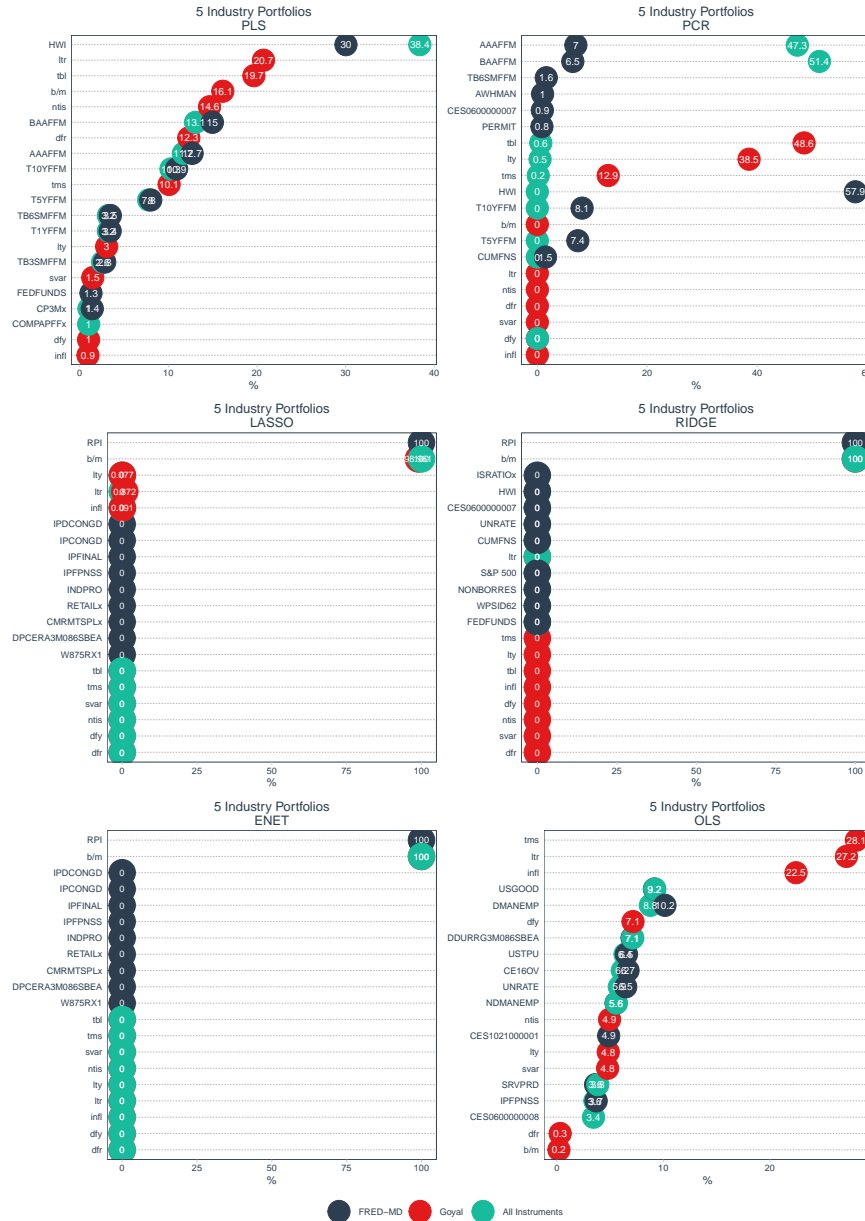 5 Industry Portfolios
PLS
HWI 30 38.4
ltr 20.7
tbl 19.7
b/m 16.1
ntis 14.6
BAAFFM 13.1 15
dfr 12.3
AAAFFM 12.7
T10YFFM
tms 10.1
T5YFFM
TB6SMFFM
T1YFFM
lty 3
TB3SMFFM
svar 1.5
FEDFUNDS 1.3
CP3Mx 1.4
COMPAPFFx 1
dfy 1
infl 0.9
0 10 20 30 40
%
5 Industry Portfolios
PCR
AAAFFM 7 47.3
BAAFFM 6.5 51.4
TB6SMFFM 1.6
AWHMAN 1
CES0600000007 0.9
PERMIT 0.8
tbl 0.6 48.6
lty 0.5 38.5
tms 0.2 12.9
HWI 0 57.9
T10YFFM 0 8.1
b/m 0
T5YFFM 0 7.4
CUMFNS 0 1.5
ltr 0
ntis 0
dfr 0
svar 0
dfy 0
infl 0
0 20 40
%
5 Industry Portfolios
LASSO
RPI 100
b/m
lty
ltr
infl
IPDCONGD 0
IPCONGD 0
IPFINAL 0
IPFPNSS 0
INDPRO 0
RETAILx 0
CMRMTSPLx 0
DPCERA3M086SBEA 0
W875RX1 0
tbl 0
tms 0
svar 0
ntis 0
dfy 0
dfr 0
0 25 50 75 100
%
5 Industry Portfolios
RIDGE
RPI 100
b/m 100
ISRATIOx 0
HWI 0
CES0600000007 0
UNRATE 0
CUMFNS 0
ltr 0
S&P 500 0
NONBORRES 0
WPSID62 0
FEDFUNDS 0
tms 0
lty 0
tbl 0
infl 0
dfy 0
ntis 0
svar 0
dfr 0
0 25 50 75 100
%
5 Industry Portfolios
ENET
RPI 100
b/m 100
IPDCONGD 0
IPCONGD 0
IPFINAL 0
IPFPNSS 0
INDPRO 0
RETAILx 0
CMRMTSPLx 0
DPCERA3M086SBEA 0
W875RX1 0
tbl 0
tms 0
svar 0
ntis 0
lty 0
ltr 0
infl 0
dfy 0
dfr 0
0 25 50 75 100
%
5 Industry Portfolios
OLS
tms 28.1
ltr 27.2
infl 22.5
USGOOD 9.2
DMANEMP 8.8 10.2
dfy 7.1
DDURRG3M086SBEA 7.1
USTPU
CE16OV
UNRATE
NDMANEMP 5.6
ntis 4.9
CES1021000001 4.9
lty 4.8
svar 4.8
SRVPRD
IPFPNSS
CES0600000008 3.4
dfr 0.3
b/m 0.2
0 10 20
%
FRED−MD Goyal All Instruments